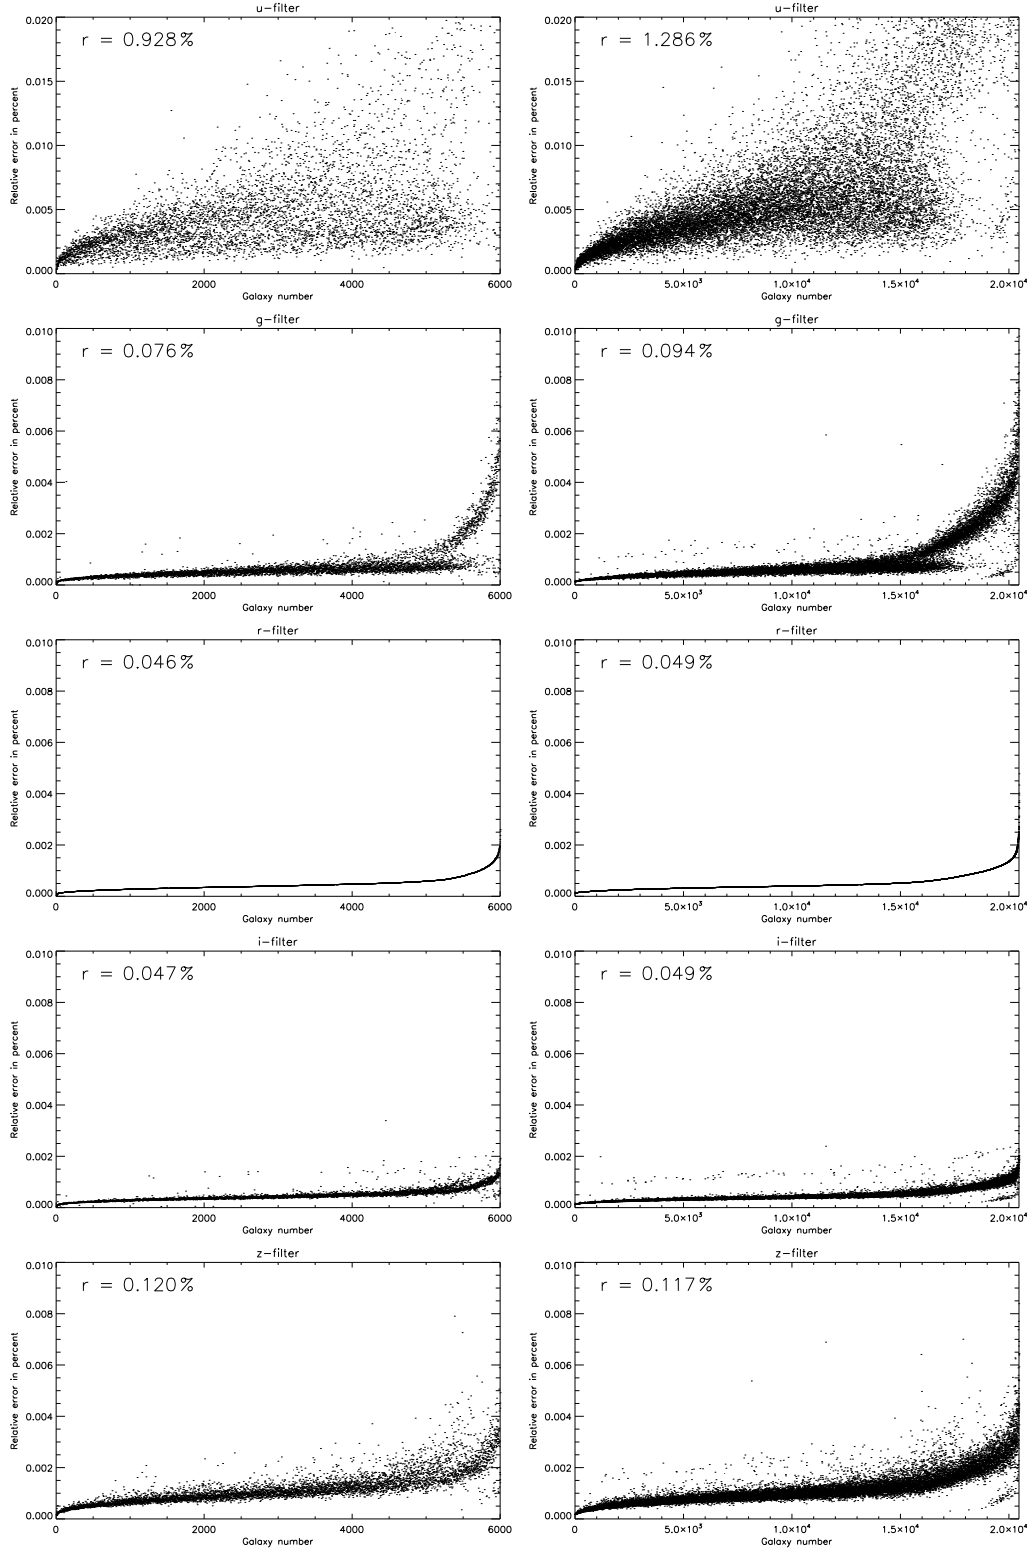 u-filter
r = 0.928%
0.020
0.015
0.010
0.005
0.000
Relative error in percent
0 2000 4000 6000
Galaxy number
u-filter
r = 1.286%
0.020
0.015
0.010
0.005
0.000
Relative error in percent
0 5.0×10³ 1.0×10⁴ 1.5×10⁴ 2.0×10⁴
Galaxy number
g-filter
r = 0.076%
0.010
0.008
0.006
0.004
0.002
0.000
Relative error in percent
0 2000 4000 6000
Galaxy number
g-filter
r = 0.094%
0.010
0.008
0.006
0.004
0.002
0.000
Relative error in percent
0 5.0×10³ 1.0×10⁴ 1.5×10⁴ 2.0×10⁴
Galaxy number
r-filter
r = 0.046%
0.010
0.008
0.006
0.004
0.002
0.000
Relative error in percent
0 2000 4000 6000
Galaxy number
r-filter
r = 0.049%
0.010
0.008
0.006
0.004
0.002
0.000
Relative error in percent
0 5.0×10³ 1.0×10⁴ 1.5×10⁴ 2.0×10⁴
Galaxy number
i-filter
r = 0.047%
0.010
0.008
0.006
0.004
0.002
0.000
Relative error in percent
0 2000 4000 6000
Galaxy number
i-filter
r = 0.049%
0.010
0.008
0.006
0.004
0.002
0.000
Relative error in percent
0 5.0×10³ 1.0×10⁴ 1.5×10⁴ 2.0×10⁴
Galaxy number
z-filter
r = 0.120%
0.010
0.008
0.006
0.004
0.002
0.000
Relative error in percent
0 2000 4000 6000
Galaxy number
z-filter
r = 0.117%
0.010
0.008
0.006
0.004
0.002
0.000
Relative error in percent
0 5.0×10³ 1.0×10⁴ 1.5×10⁴ 2.0×10⁴
Galaxy number